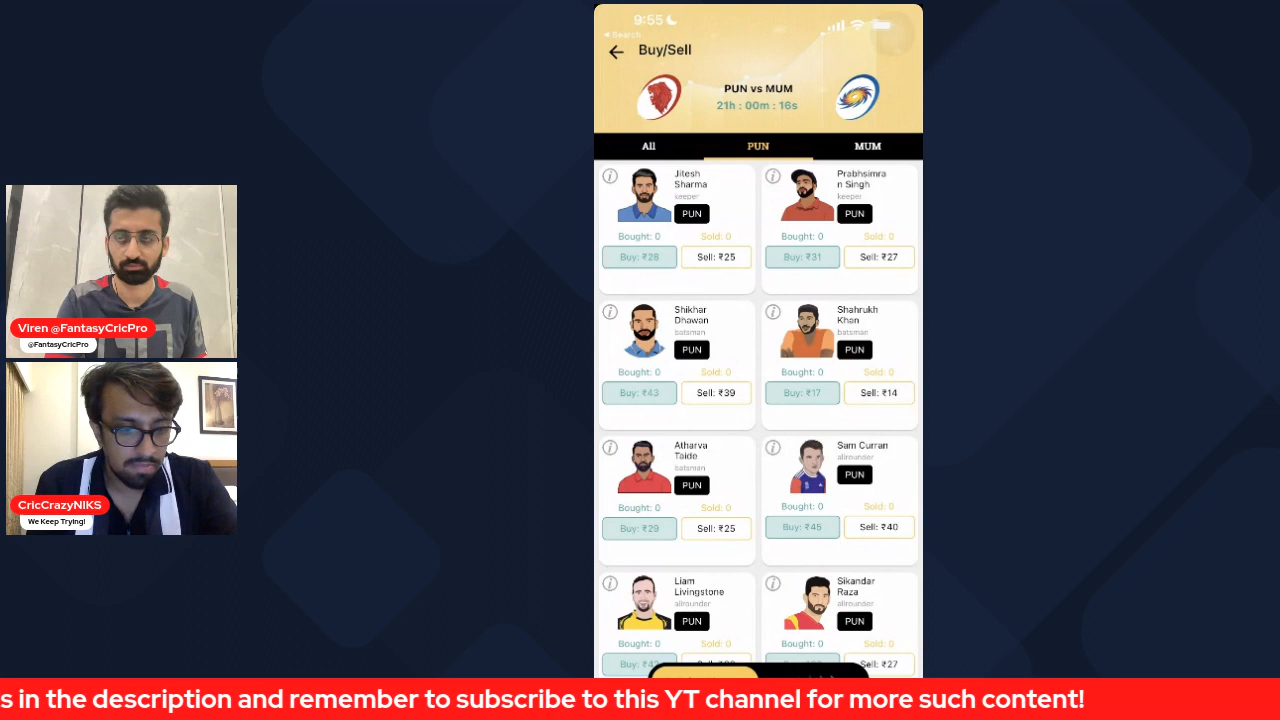 Viren @FantasyCricPro
@FantasyCricPro
CricCrazyNIKS
We Keep Trying!
9:55
Search
Buy/Sell
PUN vs MUM
21h : 00m : 16s
All PUN MUM
Jitesh
Sharma
keeper
PUN
Bought: 0 Sold: 0
Buy: ₹28 Sell: ₹25
Prabhsimra
n Singh
keeper
PUN
Bought: 0 Sold: 0
Buy: ₹31 Sell: ₹27
Shikhar
Dhawan
batsman
PUN
Bought: 0 Sold: 0
Buy: ₹43 Sell: ₹39
Shahrukh
Khan
batsman
PUN
Bought: 0 Sold: 0
Buy: ₹17 Sell: ₹14
Atharva
Taide
batsman
PUN
Bought: 0 Sold: 0
Buy: ₹29 Sell: ₹25
Sam Curran
allrounder
PUN
Bought: 0 Sold: 0
Buy: ₹45 Sell: ₹40
Liam
Livingstone
allrounder
PUN
Bought: 0 Sold: 0
Buy:
Sikandar
Raza
allrounder
PUN
Bought: 0 Sold: 0
₹27
s in the description and remember to subscribe to this YT channel for more such content!